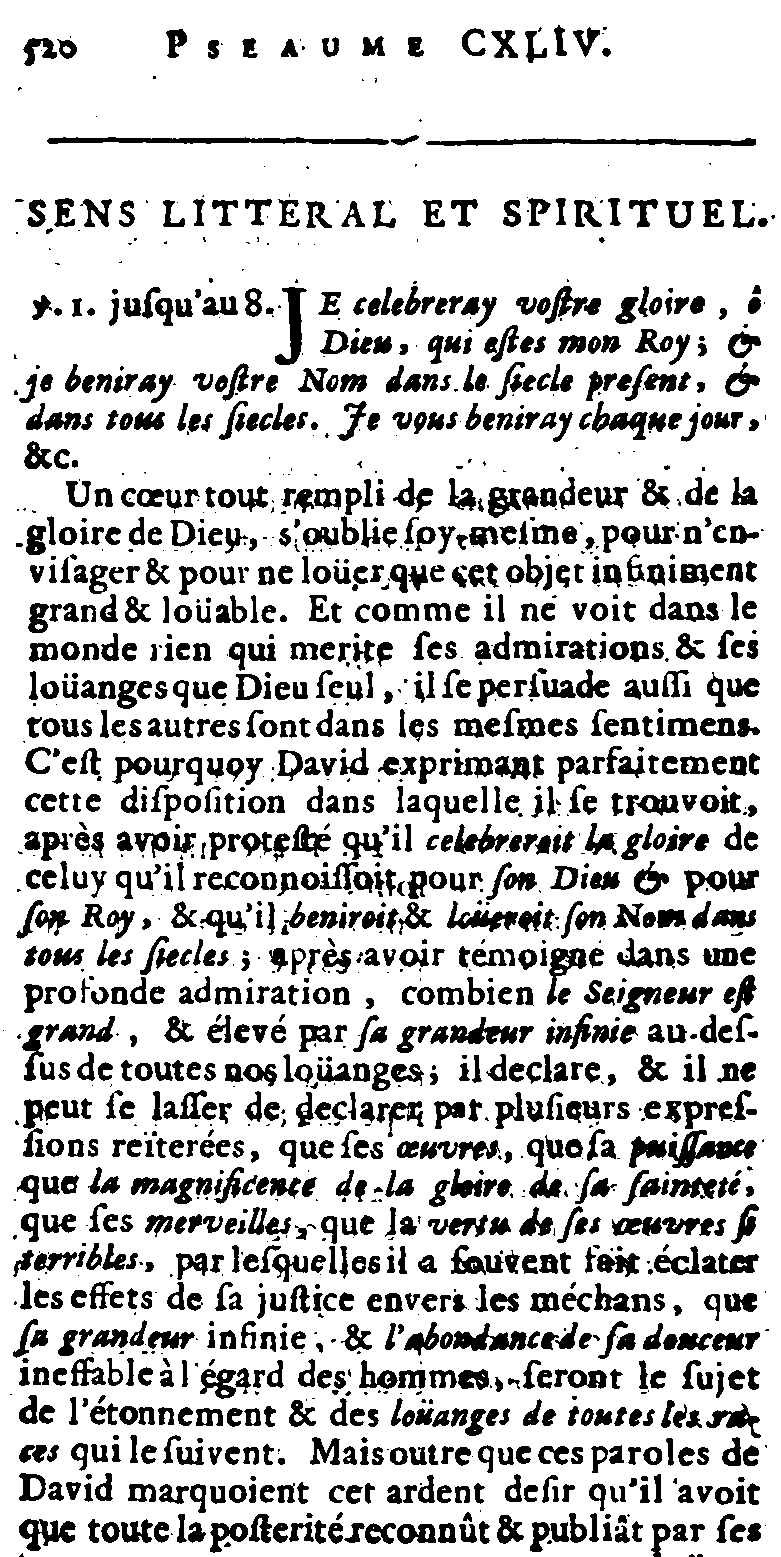 520 PSEAUME CXLIV.
SENS LITTERAL ET SPIRITUEL.
℣. 1. juſqu'au 8. JE celebreray voſtre gloire, ô
Dieu, qui eſtes mon Roy; &
je beniray voſtre Nom dans le ſiecle preſent, &
dans tous les ſiecles. Je vous beniray chaque jour,
&c.
Un cœur tout rempli de la grandeur & de la
gloire de Dieu, s'oublie ſoy-meſme, pour n'en-
viſager & pour ne loüer que cet objet infiniment
grand & loüable. Et comme il ne voit dans le
monde rien qui merite ſes admirations & ſes
loüanges que Dieu ſeul, il ſe perſuade auſſi que
tous les autres ſont dans les meſmes ſentimens.
C'eſt pourquoy David exprimant parfaitement
cette diſpoſition dans laquelle il ſe trouvoit,
après avoir proteſté qu'il celebreroit la gloire de
celuy qu'il reconnoiſſoit pour ſon Dieu & pour
ſon Roy, & qu'il beniroit & loüeroit ſon Nom dans
tous les ſiecles; après avoir témoigné dans une
profonde admiration, combien le Seigneur eſt
grand, & élevé par ſa grandeur infinie au-deſ-
ſus de toutes nos loüanges; il declare, & il ne
peut ſe laſſer de declarer par pluſieurs expreſ-
ſions reïterées, que ſes œuvres, que ſa puiſſance
que la magnificence de la gloire de ſa ſainteté,
que ſes merveilles, que la vertu de ſes œuvres ſi
terribles, par leſquelles il a ſouvent fait éclater
les effets de ſa juſtice envers les méchans, que
ſa grandeur infinie, & l'abondance de ſa douceur
ineffable à l'égard des hommes, ſeront le ſujet
de l'étonnement & des loüanges de toutes les ra-
ces qui le ſuivent. Mais outre que ces paroles de
David marquoient cet ardent deſir qu'il avoit
que toute la poſterité reconnût & publiât par ſes